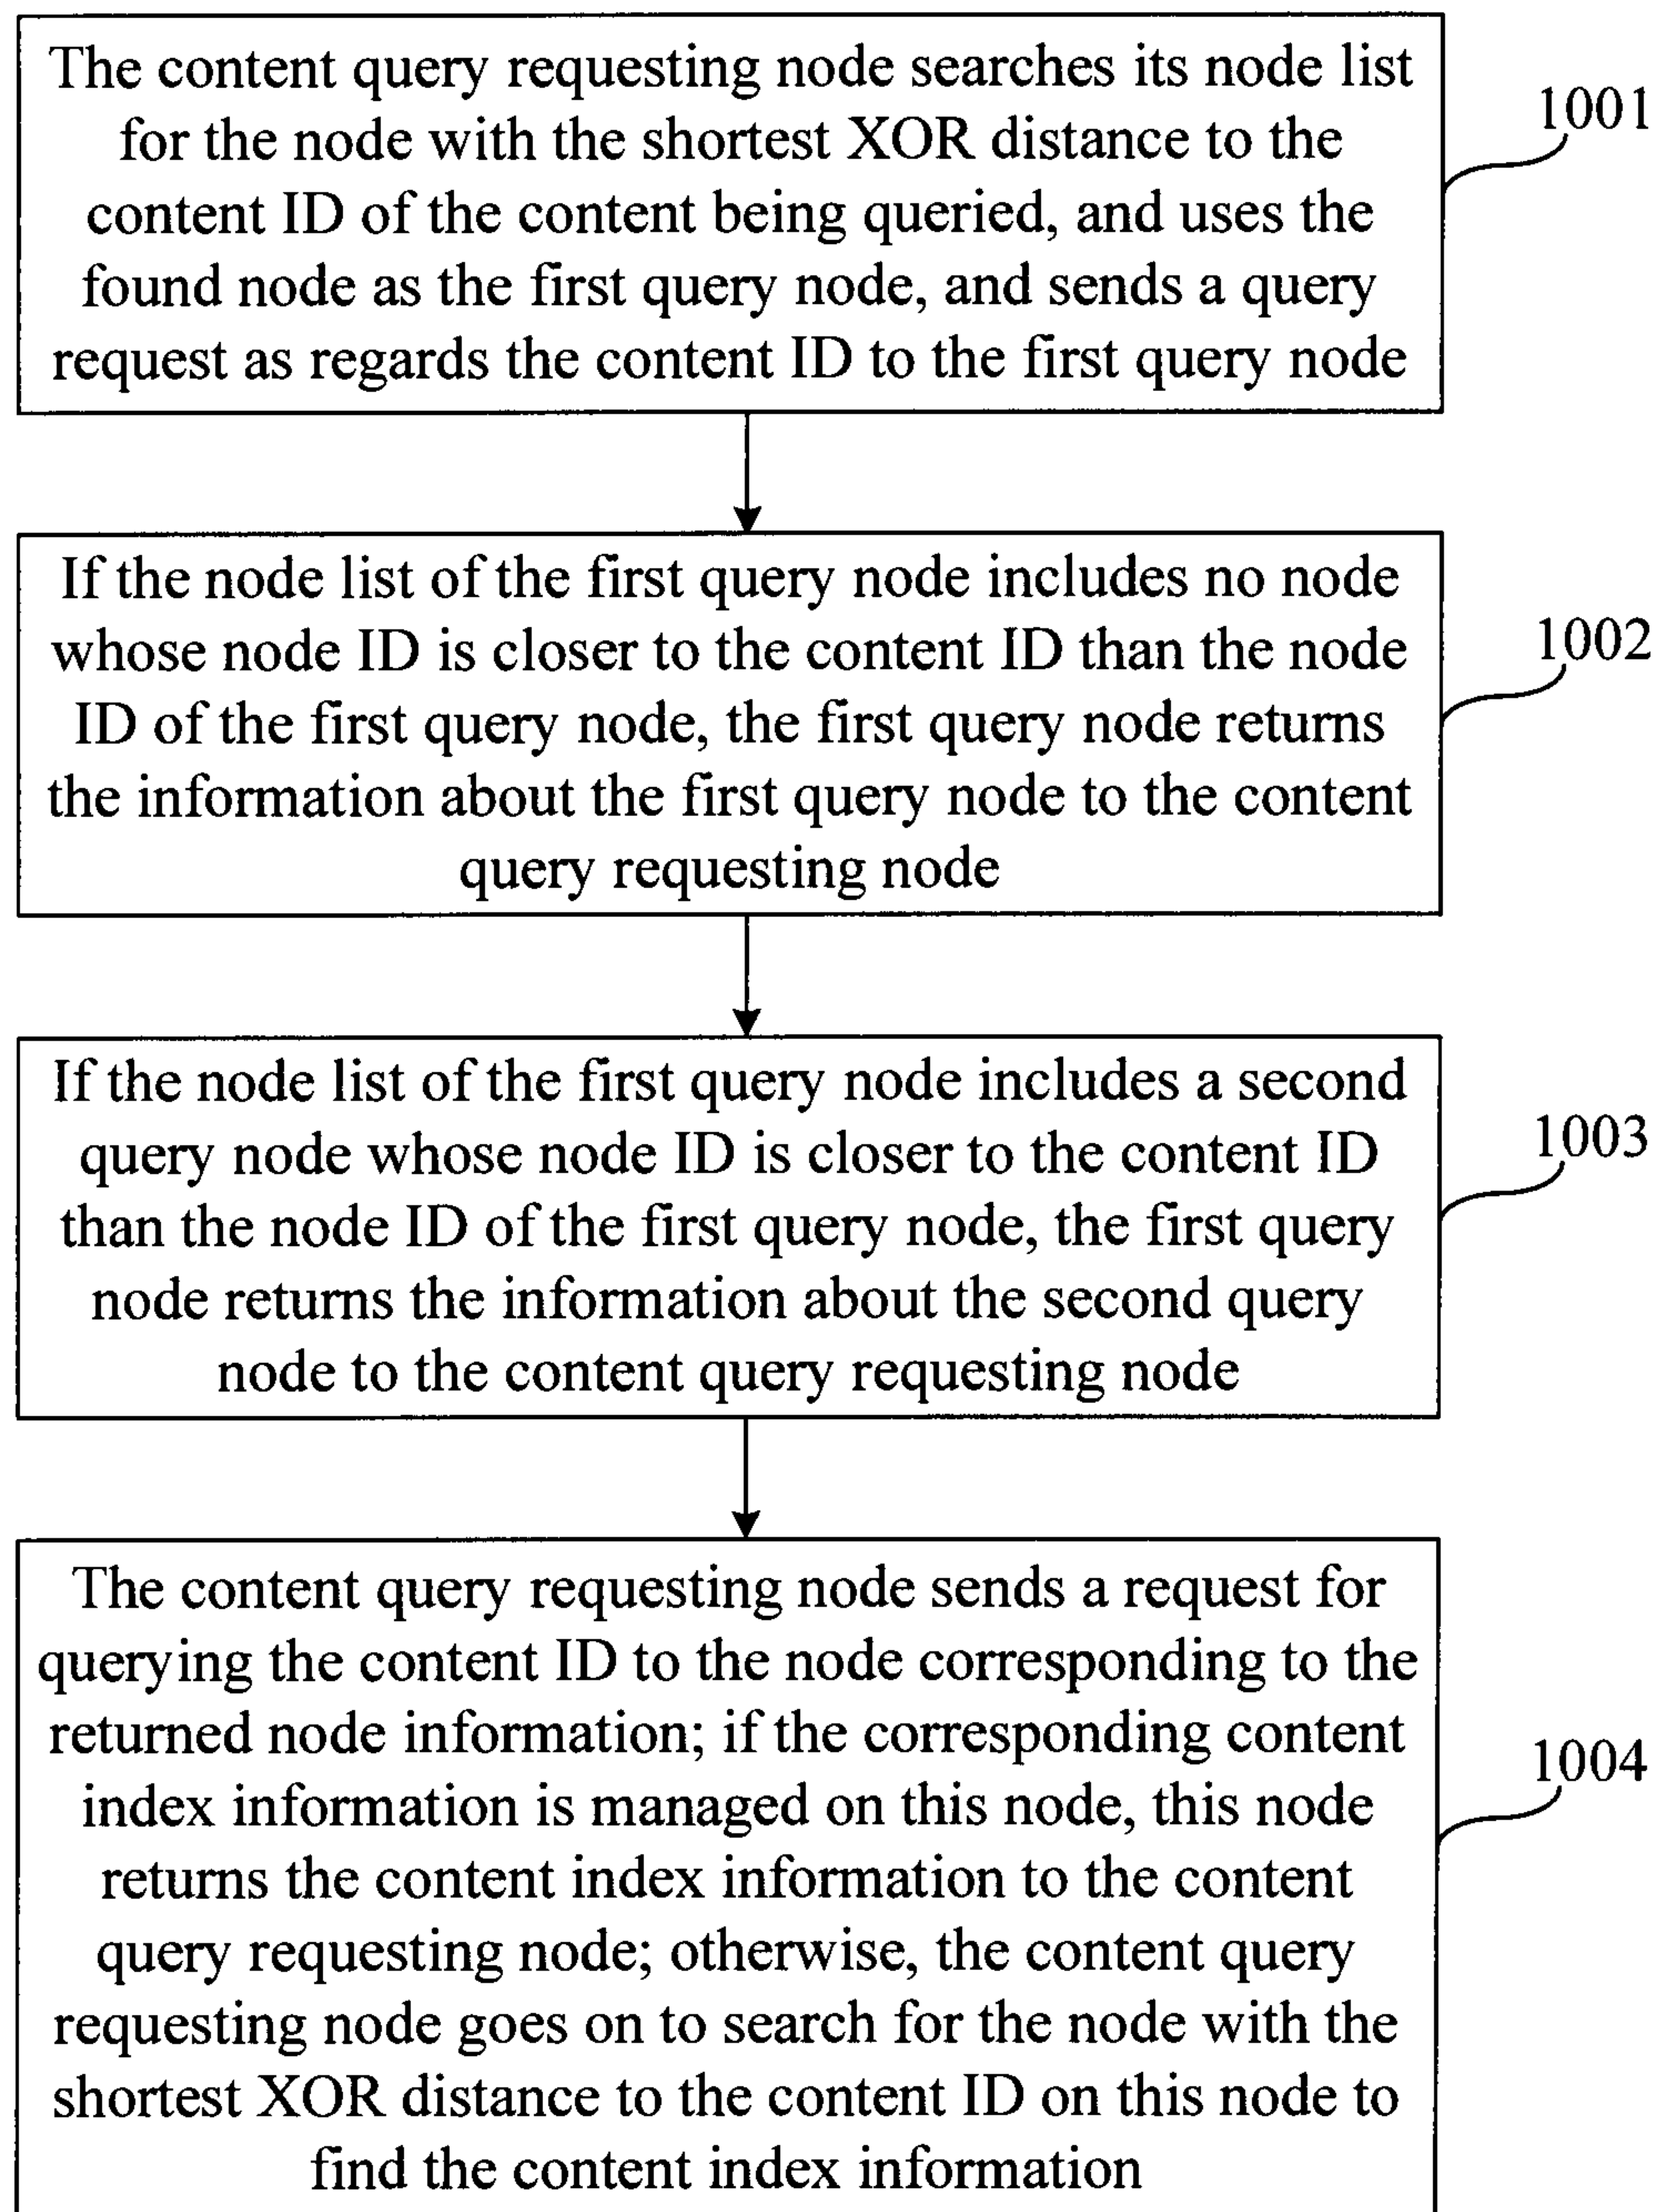 The content query requesting node searches its node list
for the node with the shortest XOR distance to the
content ID of the content being queried, and uses the
found node as the first query node, and sends a query
request as regards the content ID to the first query node
1001
If the node list of the first query node includes no node
whose node ID is closer to the content ID than the node
ID of the first query node, the first query node returns
the information about the first query node to the content
query requesting node
1002
If the node list of the first query node includes a second
query node whose node ID is closer to the content ID
than the node ID of the first query node, the first query
node returns the information about the second query
node to the content query requesting node
1003
The content query requesting node sends a request for
querying the content ID to the node corresponding to the
returned node information; if the corresponding content
index information is managed on this node, this node
returns the content index information to the content
query requesting node; otherwise, the content query
requesting node goes on to search for the node with the
shortest XOR distance to the content ID on this node to
find the content index information
1004